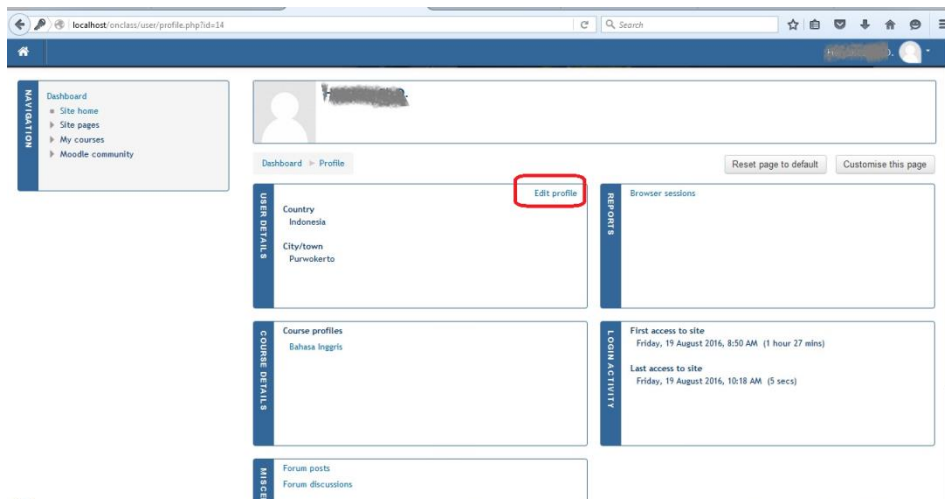 localhost/onclass/user/profile.php?id=14
Search
NAVIGATION
Dashboard
Site home
Site pages
My courses
Moodle community
Dashboard Profile
Reset page to default
Customise this page
USER DETAILS
Edit profile
Country
Indonesia
City/town
Purwokerto
REPORTS
Browser sessions
COURSE DETAILS
Course profiles
Bahasa Inggris
LOGIN ACTIVITY
First access to site
Friday, 19 August 2016, 8:50 AM (1 hour 27 mins)
Last access to site
Friday, 19 August 2016, 10:18 AM (5 secs)
MISCE
Forum posts
Forum discussions